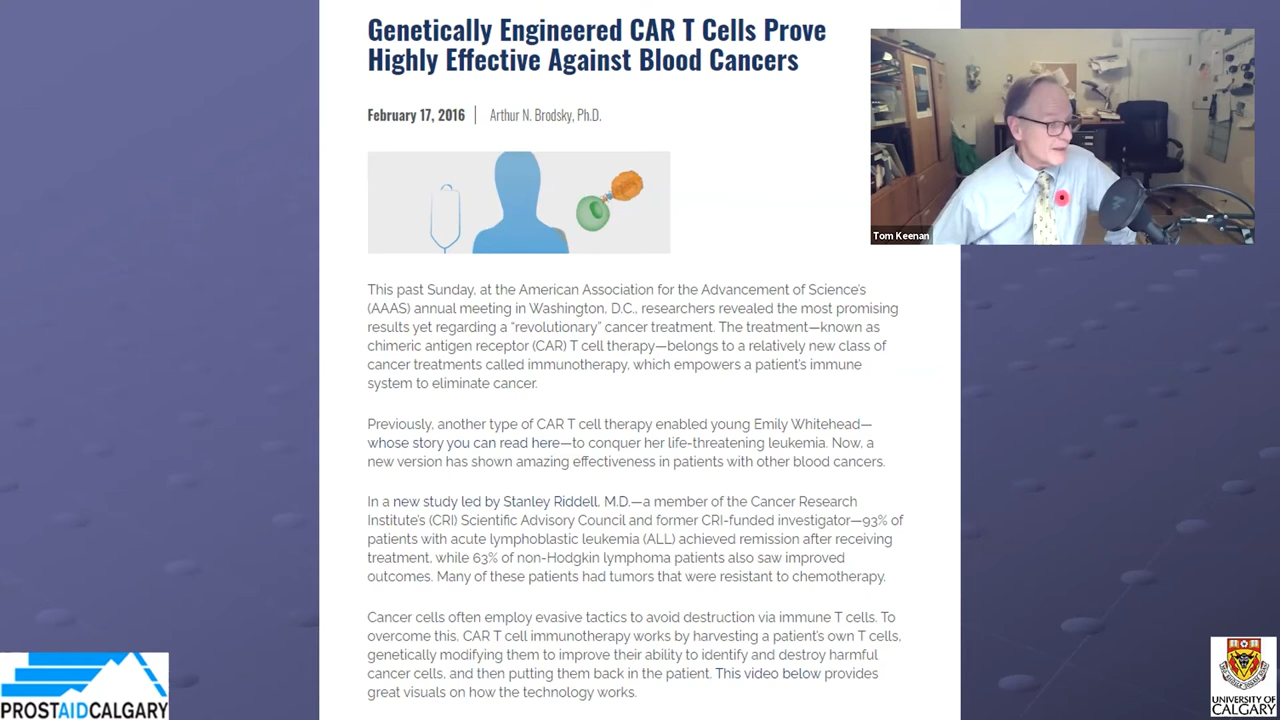 Genetically Engineered CAR T Cells Prove
Highly Effective Against Blood Cancers
February 17, 2016 | Arthur N. Brodsky, Ph.D.
Tom Keenan
This past Sunday, at the American Association for the Advancement of Science's
(AAAS) annual meeting in Washington, D.C., researchers revealed the most promising
results yet regarding a “revolutionary” cancer treatment. The treatment—known as
chimeric antigen receptor (CAR) T cell therapy—belongs to a relatively new class of
cancer treatments called immunotherapy, which empowers a patient's immune
system to eliminate cancer.
Previously, another type of CAR T cell therapy enabled young Emily Whitehead—
whose story you can read here—to conquer her life-threatening leukemia. Now, a
new version has shown amazing effectiveness in patients with other blood cancers.
In a new study led by Stanley Riddell, M.D.—a member of the Cancer Research
Institute's (CRI) Scientific Advisory Council and former CRI-funded investigator—93% of
patients with acute lymphoblastic leukemia (ALL) achieved remission after receiving
treatment, while 63% of non-Hodgkin lymphoma patients also saw improved
outcomes. Many of these patients had tumors that were resistant to chemotherapy.
Cancer cells often employ evasive tactics to avoid destruction via immune T cells. To
overcome this, CAR T cell immunotherapy works by harvesting a patient's own T cells,
genetically modifying them to improve their ability to identify and destroy harmful
cancer cells, and then putting them back in the patient. This video below provides
great visuals on how the technology works.
PROSTAIDCALGARY
UNIVERSITY OF
CALGARY